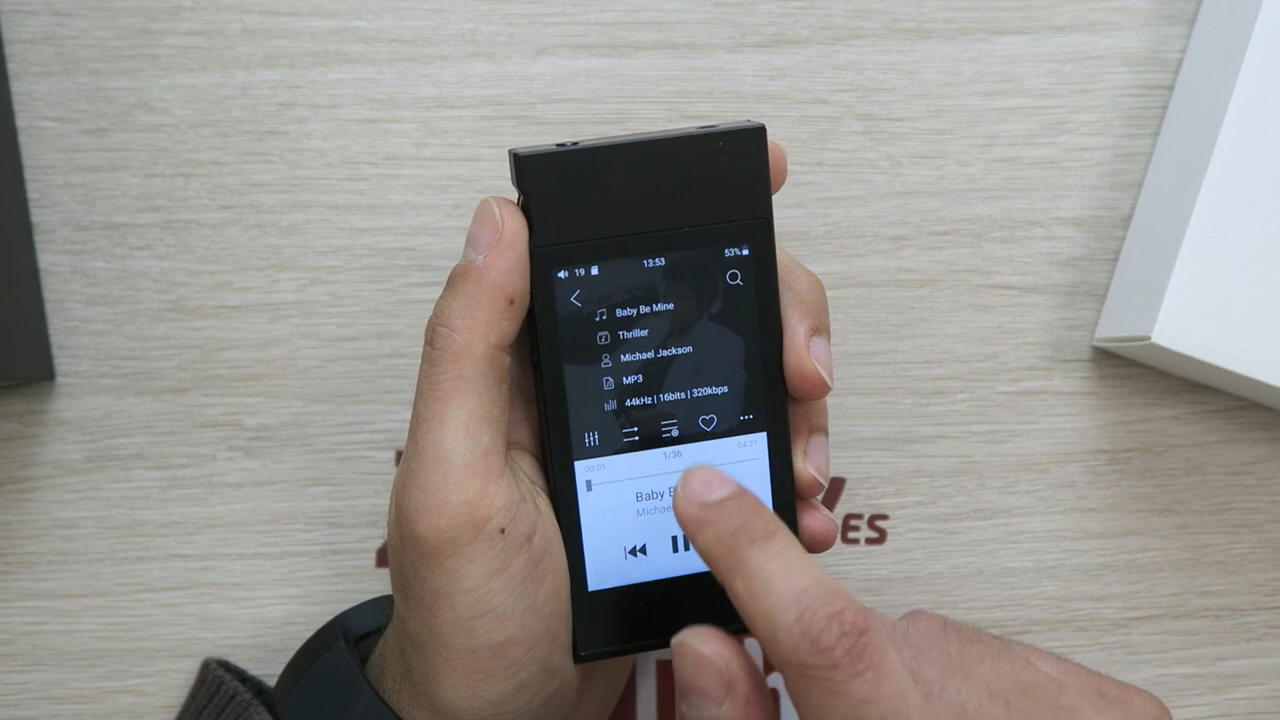 19
13:53
53%
Baby Be Mine
Thriller
Michael Jackson
MP3
44kHz | 16bits | 320kbps
00:01
1/36
04:21
Baby
ES